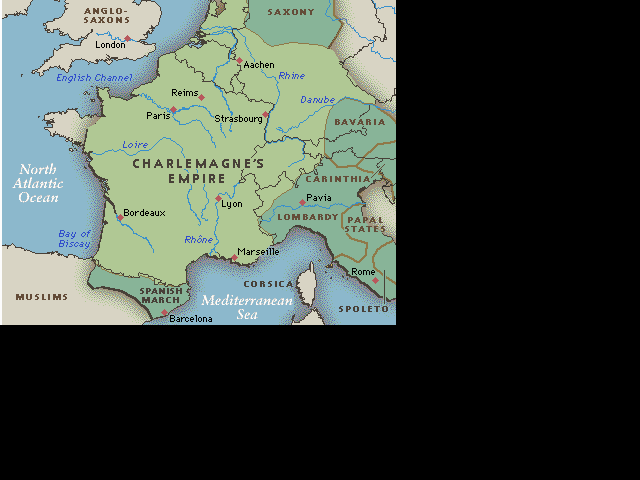 ANGLO-
SAXONS
SAXONY
London
Aachen
English Channel
Rhine
Reims
Danube
Paris
Strasbourg
BAVARIA
Loire
CHARLEMAGNE'S
EMPIRE
North
Atlantic
Ocean
CARINTHIA
Lyon
Pavia
Bordeaux
LOMBARDY
PAPAL
STATES
Bay of
Biscay
Rhône
Marseille
Rome
CORSICA
MUSLIMS
SPANISH
MARCH
Mediterranean
Sea
SPOLETO
Barcelona